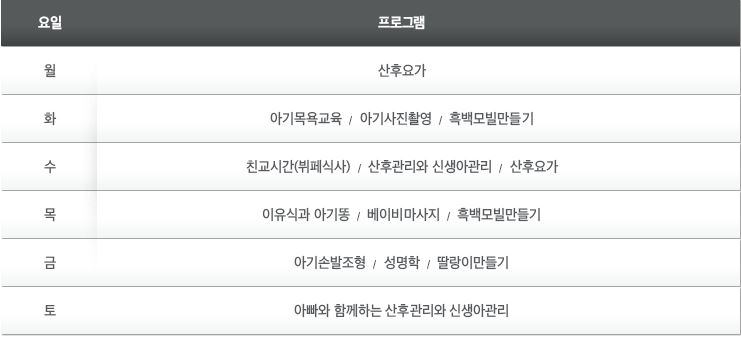 요일 프로그램
월 산후요가
화 아기목욕교육 / 아기사진촬영 / 흑백모빌만들기
수 친교시간(뷔페식사) / 산후관리와 신생아관리 / 산후요가
목 이유식과 아기똥 / 베이비마사지 / 흑백모빌만들기
금 아기손발조형 / 성명학 / 딸랑이만들기
토 아빠와 함께하는 산후관리와 신생아관리